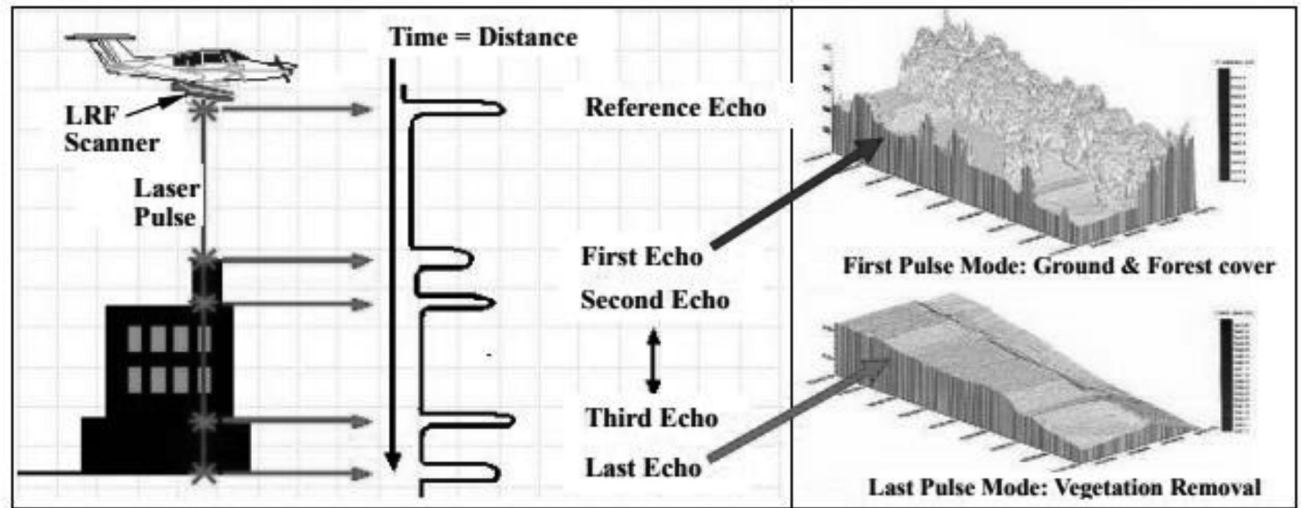 Time = Distance
LRF
Scanner
Laser
Pulse
Reference Echo
First Echo
Second Echo
Third Echo
Last Echo
First Pulse Mode: Ground & Forest cover
Last Pulse Mode: Vegetation Removal